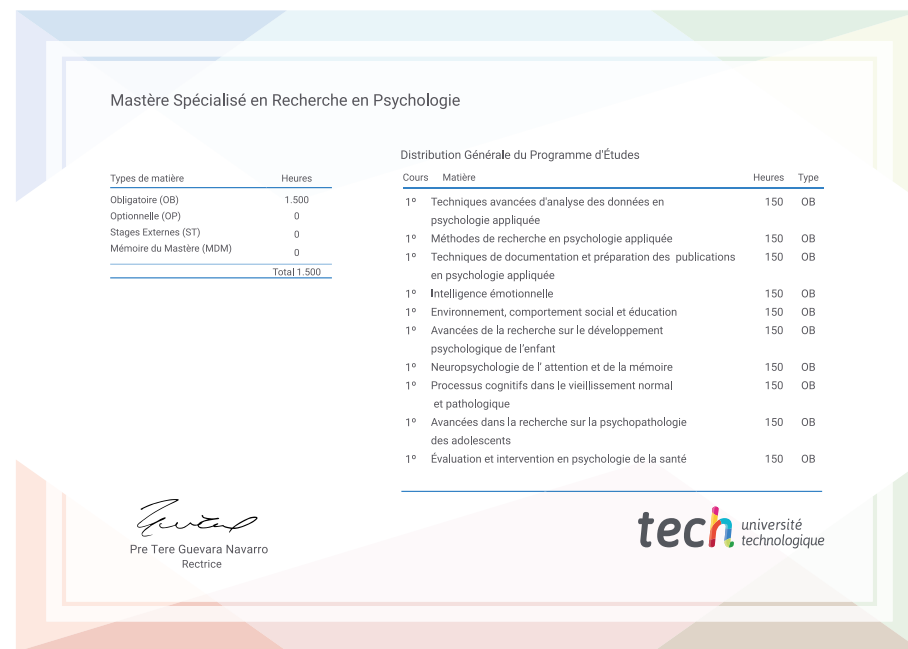 Mastère Spécialisé en Recherche en Psychologie
Types de matière Heures
Obligatoire (OB) 1.500
Optionnelle (OP) 0
Stages Externes (ST) 0
Mémoire du Mastère (MDM) 0
Total 1.500
Distribution Générale du Programme d'Études
Cours Matière Heures Type
1º Techniques avancées d'analyse des données en 150 OB
psychologie appliquée
1º Méthodes de recherche en psychologie appliquée 150 OB
1º Techniques de documentation et préparation des publications 150 OB
en psychologie appliquée
1º Intelligence émotionnelle 150 OB
1º Environnement, comportement social et éducation 150 OB
1º Avancées de la recherche sur le développement 150 OB
psychologique de l'enfant
1º Neuropsychologie de l' attention et de la mémoire 150 OB
1º Processus cognitifs dans le vieillissement normal 150 OB
et pathologique
1º Avancées dans la recherche sur la psychopathologie 150 OB
des adolescents
1º Évaluation et intervention en psychologie de la santé 150 OB
Pre Tere Guevara Navarro
Rectrice
tech université
technologique